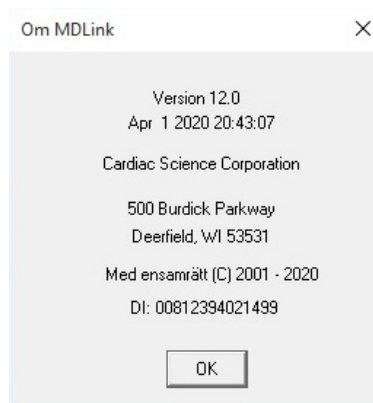 Om MDLink
Version 12.0
Apr 1 2020 20:43:07
Cardiac Science Corporation
500 Burdick Parkway
Deerfield, WI 53531
Med ensamrätt (C) 2001 - 2020
DI: 00812394021499
OK